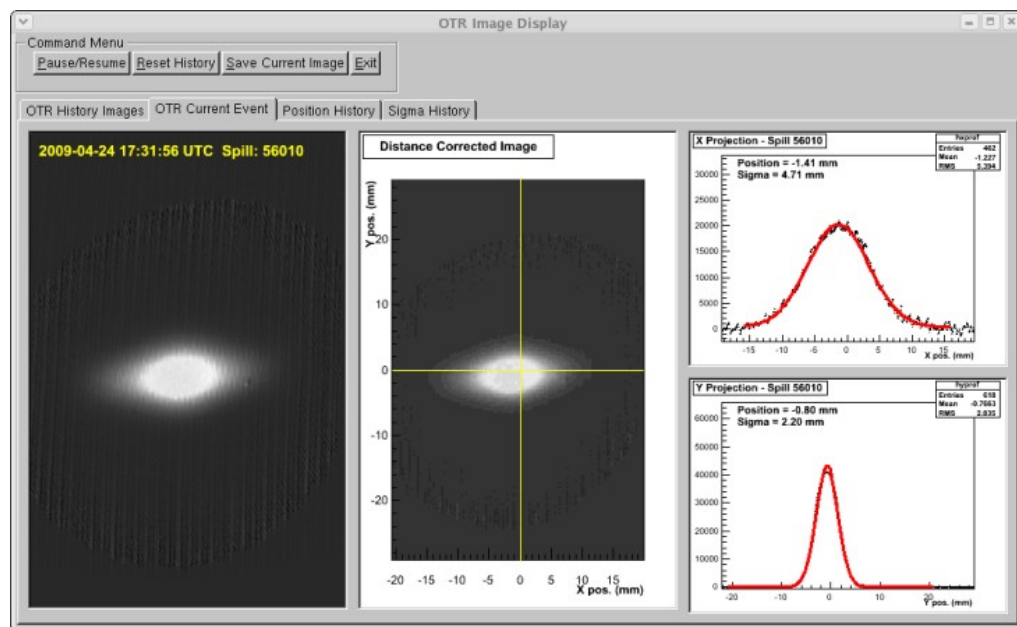 OTR Image Display
Command Menu
Pause/Resume Reset History Save Current Image Exit
OTR History Images OTR Current Event Position History Sigma History
2009-04-24 17:31:56 UTC Spill: 56010
Distance Corrected Image
Y pos. (mm)
20
10
0
-10
-20
-20 -15 -10 -5 0 5 10 15
X pos. (mm)
X Projection - Spill 56010
hxprof
Entries 462
Mean -1.227
RMS 5.394
Position = -1.41 mm
Sigma = 4.71 mm
30000
25000
20000
15000
10000
5000
0
-15 -10 -5 0 5 10 15
X pos. (mm)
Y Projection - Spill 56010
hyprof
Entries 618
Mean -0.7663
RMS 2.835
Position = -0.80 mm
Sigma = 2.20 mm
60000
50000
40000
30000
20000
10000
0
-20 -10 0 10 20
Y pos. (mm)